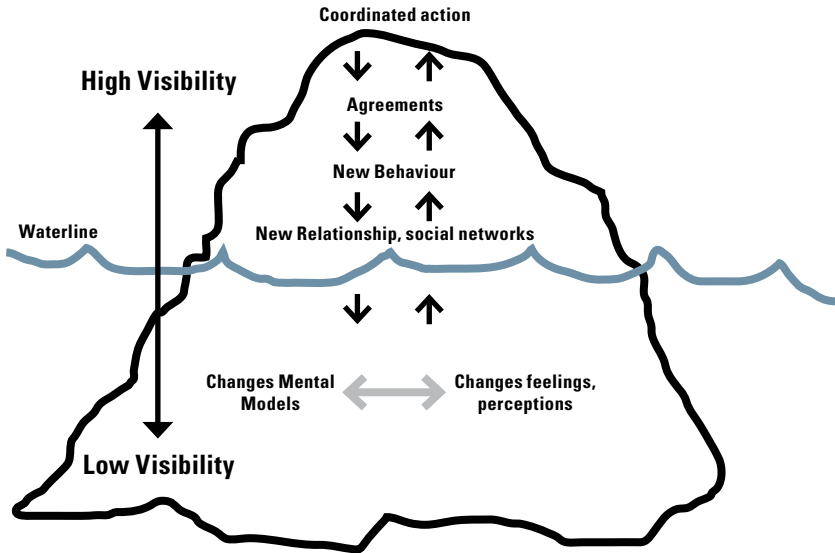 Coordinated action
High Visibility
Agreements
New Behaviour
Waterline
New Relationship, social networks
Changes Mental
Models
Changes feelings,
perceptions
Low Visibility